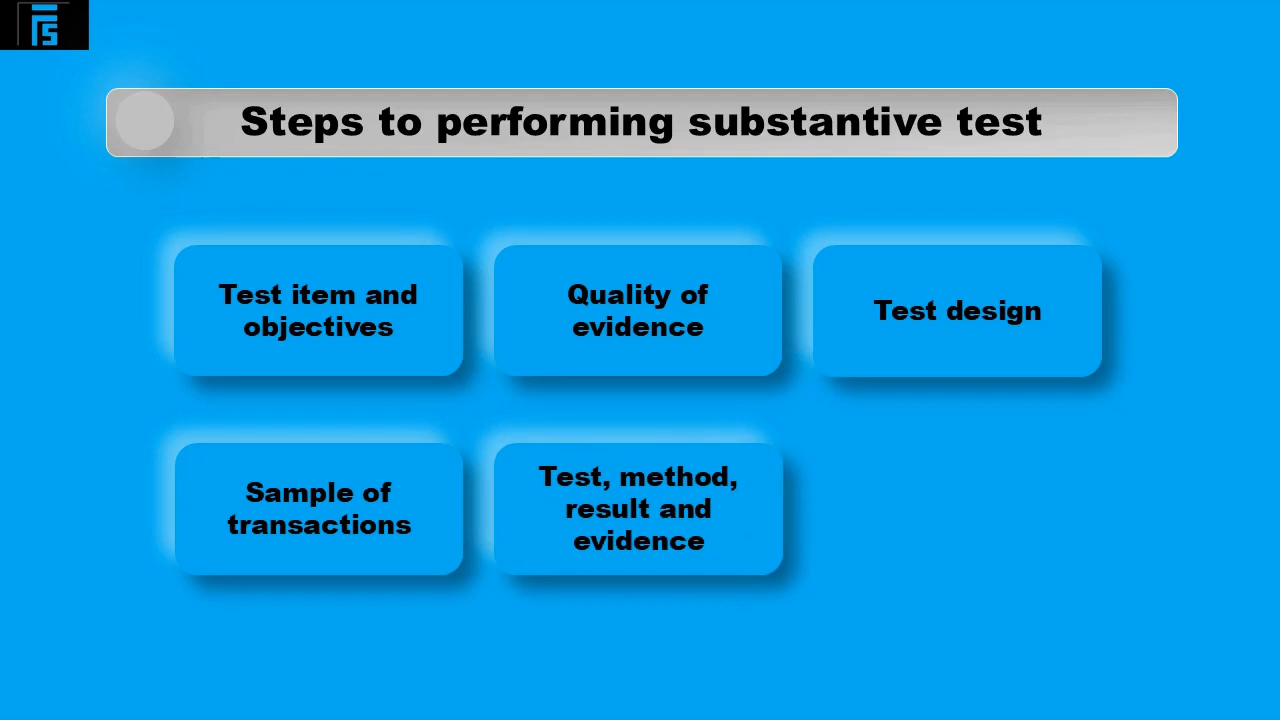 Steps to performing substantive test
Test item and
objectives
Quality of
evidence
Test design
Sample of
transactions
Test, method,
result and
evidence